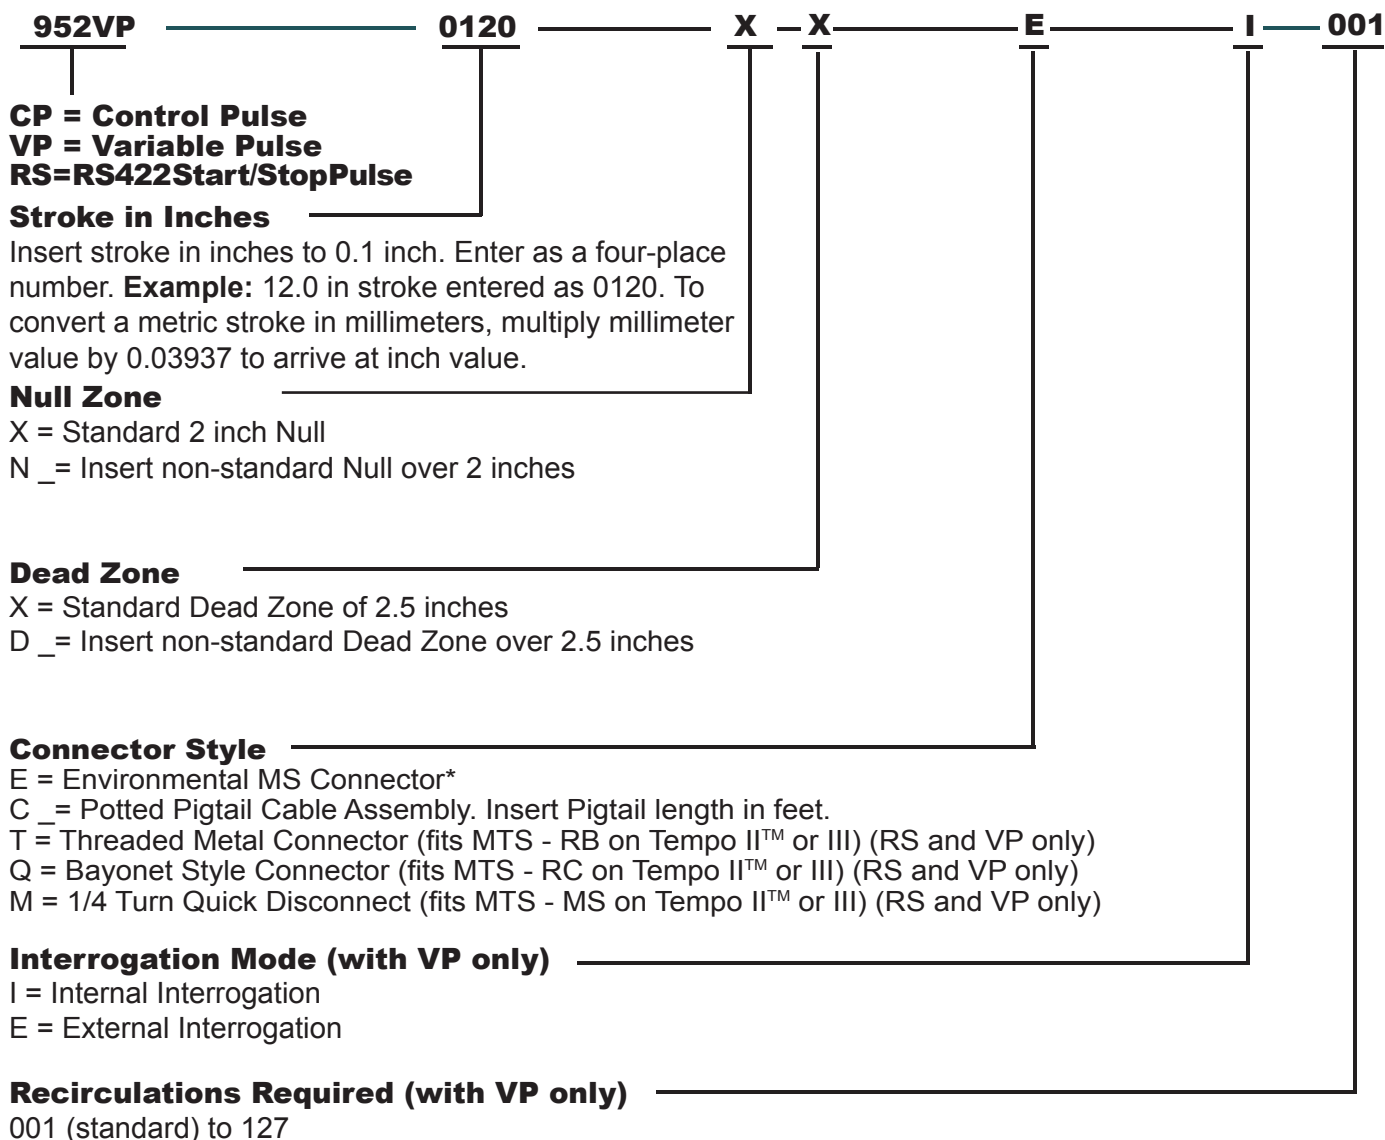 952VP 0120 X X E I 001
CP = Control Pulse
VP = Variable Pulse
RS=RS422Start/StopPulse
Stroke in Inches
Insert stroke in inches to 0.1 inch. Enter as a four-place
number. Example: 12.0 in stroke entered as 0120. To
convert a metric stroke in millimeters, multiply millimeter
value by 0.03937 to arrive at inch value.
Null Zone
X = Standard 2 inch Null
N _= Insert non-standard Null over 2 inches
Dead Zone
X = Standard Dead Zone of 2.5 inches
D _= Insert non-standard Dead Zone over 2.5 inches
Connector Style
E = Environmental MS Connector*
C _= Potted Pigtail Cable Assembly. Insert Pigtail length in feet.
T = Threaded Metal Connector (fits MTS - RB on Tempo II™ or III) (RS and VP only)
Q = Bayonet Style Connector (fits MTS - RC on Tempo II™ or III) (RS and VP only)
M = 1/4 Turn Quick Disconnect (fits MTS - MS on Tempo II™ or III) (RS and VP only)
Interrogation Mode (with VP only)
I = Internal Interrogation
E = External Interrogation
Recirculations Required (with VP only)
001 (standard) to 127